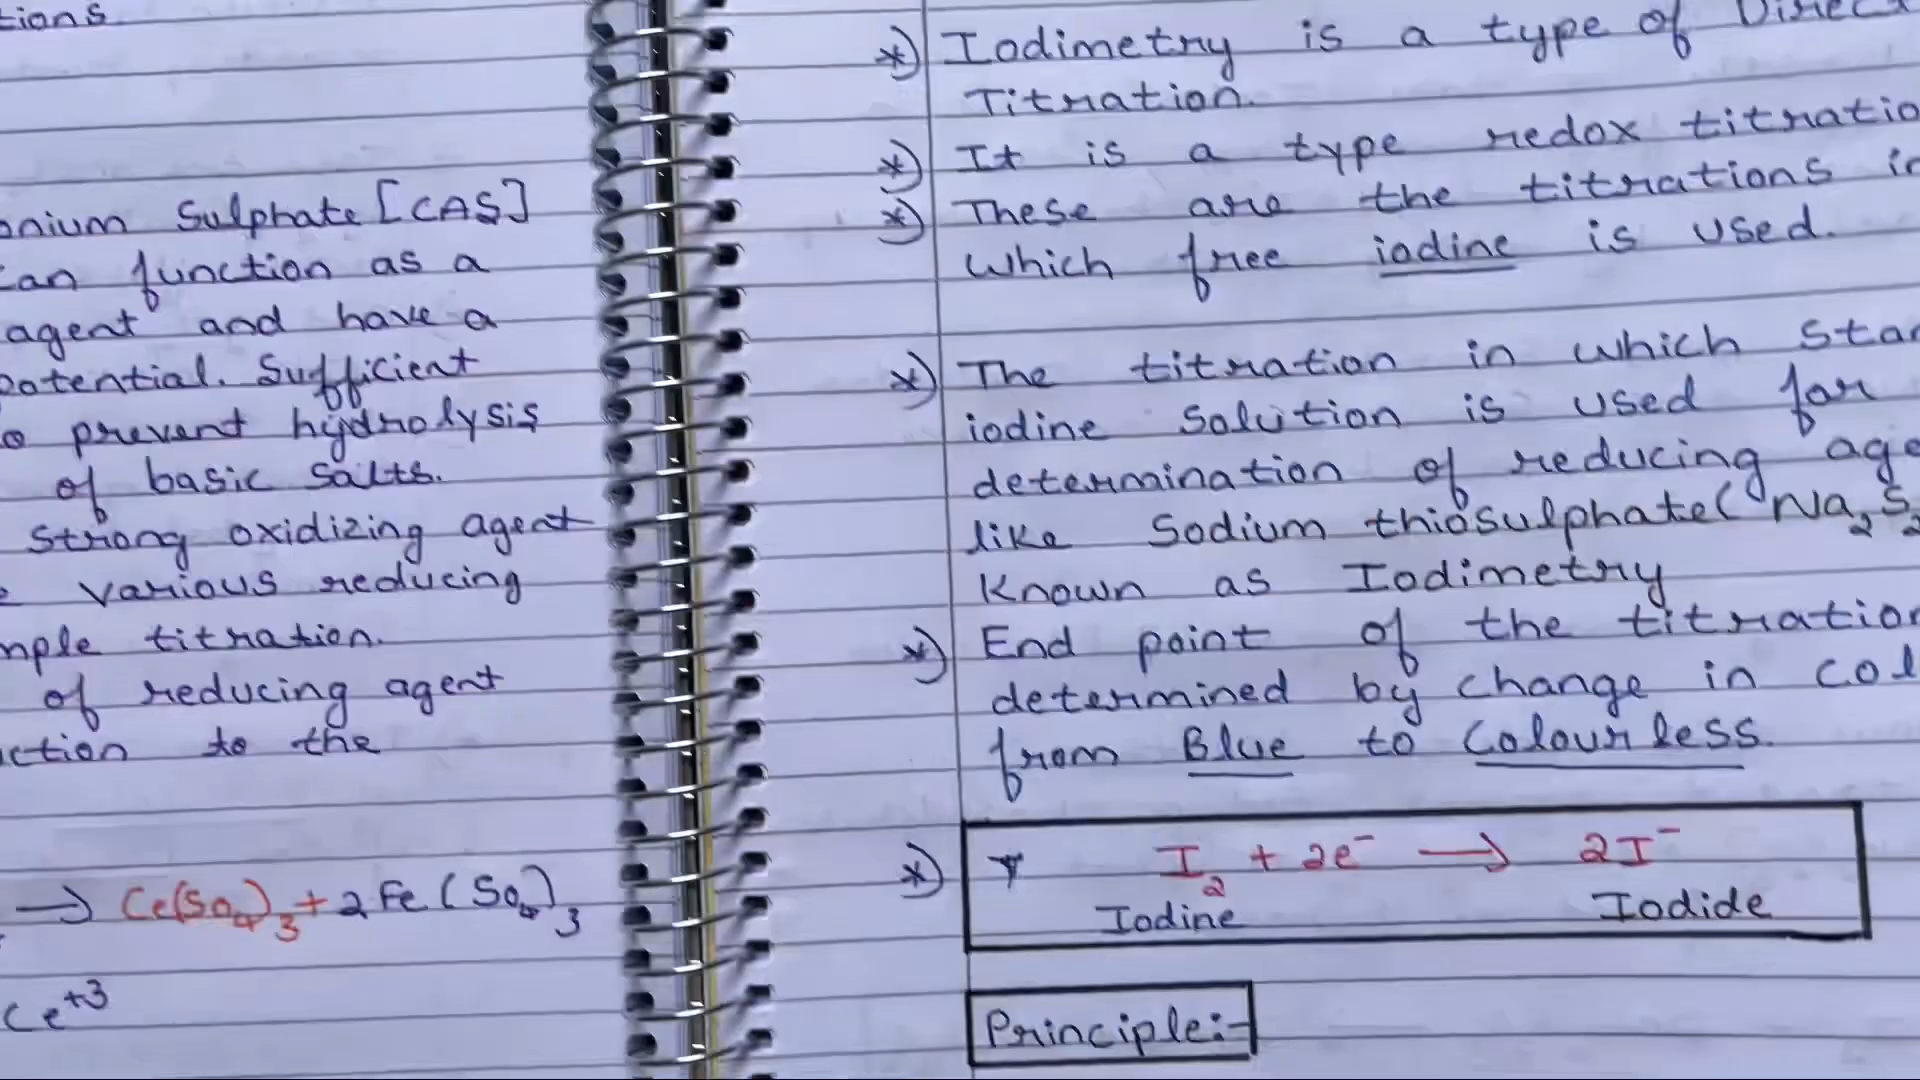 tions
onium Sulphate [CAS]
can function as a
agent and have a
potential. Sufficient
to prevent hydrolysis
of basic salts.
strong oxidizing agent
various reducing
titration.
of reducing agent
to the
→ Ce(SO4)3 + 2Fe(SO4)3
Ce+3
*) Iodimetry is a type of Direct
Titration.
*) It is a type redox titratio
*) These are the titrations in
which free iodine is used.
*) The titration in which Stan
iodine Solution is used for
determination of reducing age
like Sodium thiosulphate (Na2S2
Known as Iodimetry
*) End point of the titration
determined by change in col
from Blue to Colourless.
*) I2 + 2e- → 2I-
Iodine Iodide
Principle:-